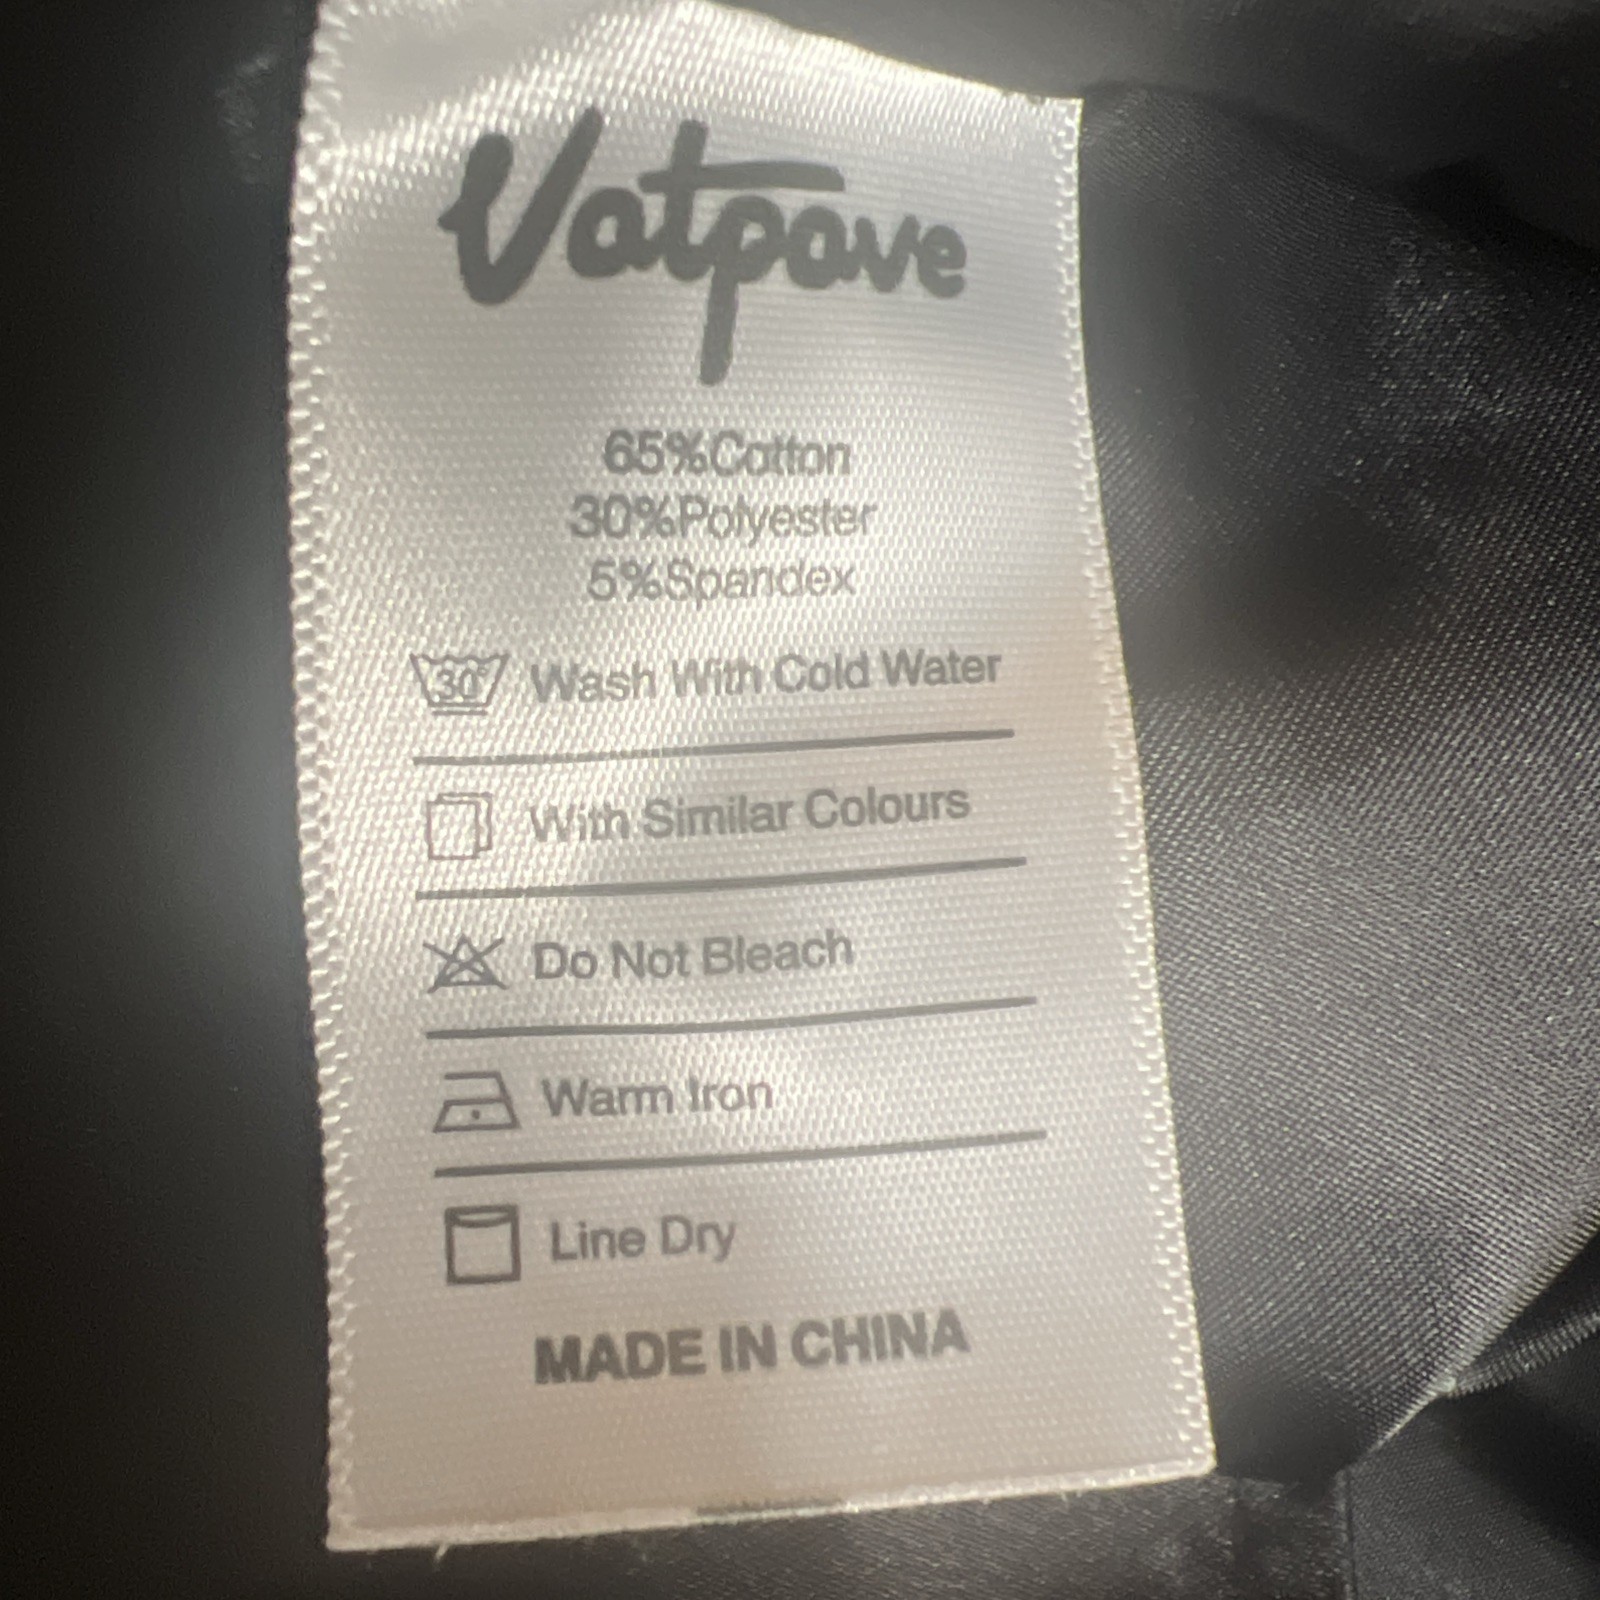 Vatpave
65%Cotton
30%Polyester
5%Spandex
30° Wash With Cold Water
With Similar Colours
Do Not Bleach
Warm Iron
Line Dry
MADE IN CHINA